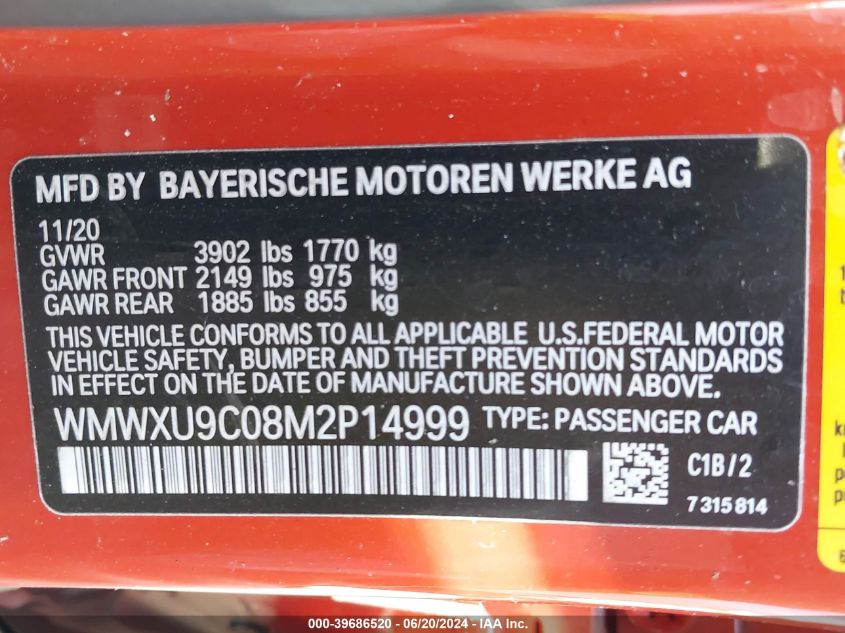 MFD BY BAYERISCHE MOTOREN WERKE AG
11/20
GVWR 3902 lbs 1770 kg
GAWR FRONT 2149 lbs 975 kg
GAWR REAR 1885 lbs 855 kg
THIS VEHICLE CONFORMS TO ALL APPLICABLE U.S.FEDERAL MOTOR
VEHICLE SAFETY, BUMPER AND THEFT PREVENTION STANDARDS
IN EFFECT ON THE DATE OF MANUFACTURE SHOWN ABOVE.
WMWXU9C08M2P14999 TYPE: PASSENGER CAR
C1B/2
7315814
000-39686520 - 06/20/2024 - IAA Inc.